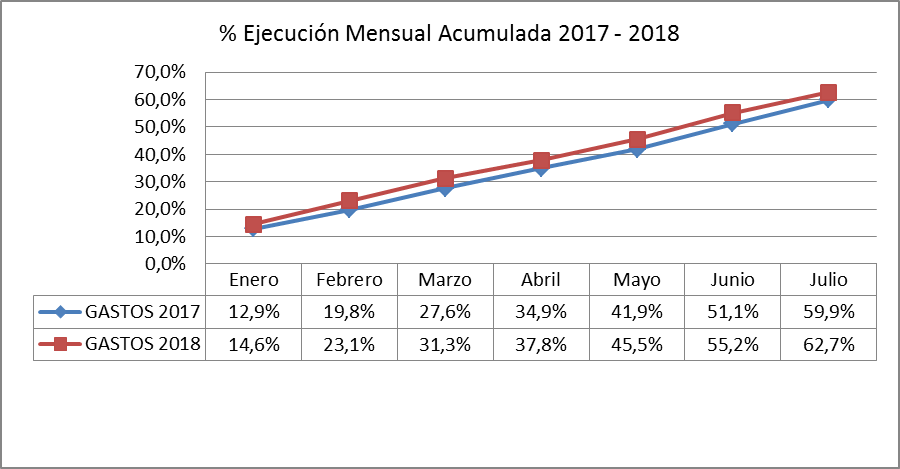 % Ejecución Mensual Acumulada 2017 - 2018
70,0%
60,0%
50,0%
40,0%
30,0%
20,0%
10,0%
0,0%
Enero Febrero Marzo Abril Mayo Junio Julio
GASTOS 2017 12,9% 19,8% 27,6% 34,9% 41,9% 51,1% 59,9%
GASTOS 2018 14,6% 23,1% 31,3% 37,8% 45,5% 55,2% 62,7%